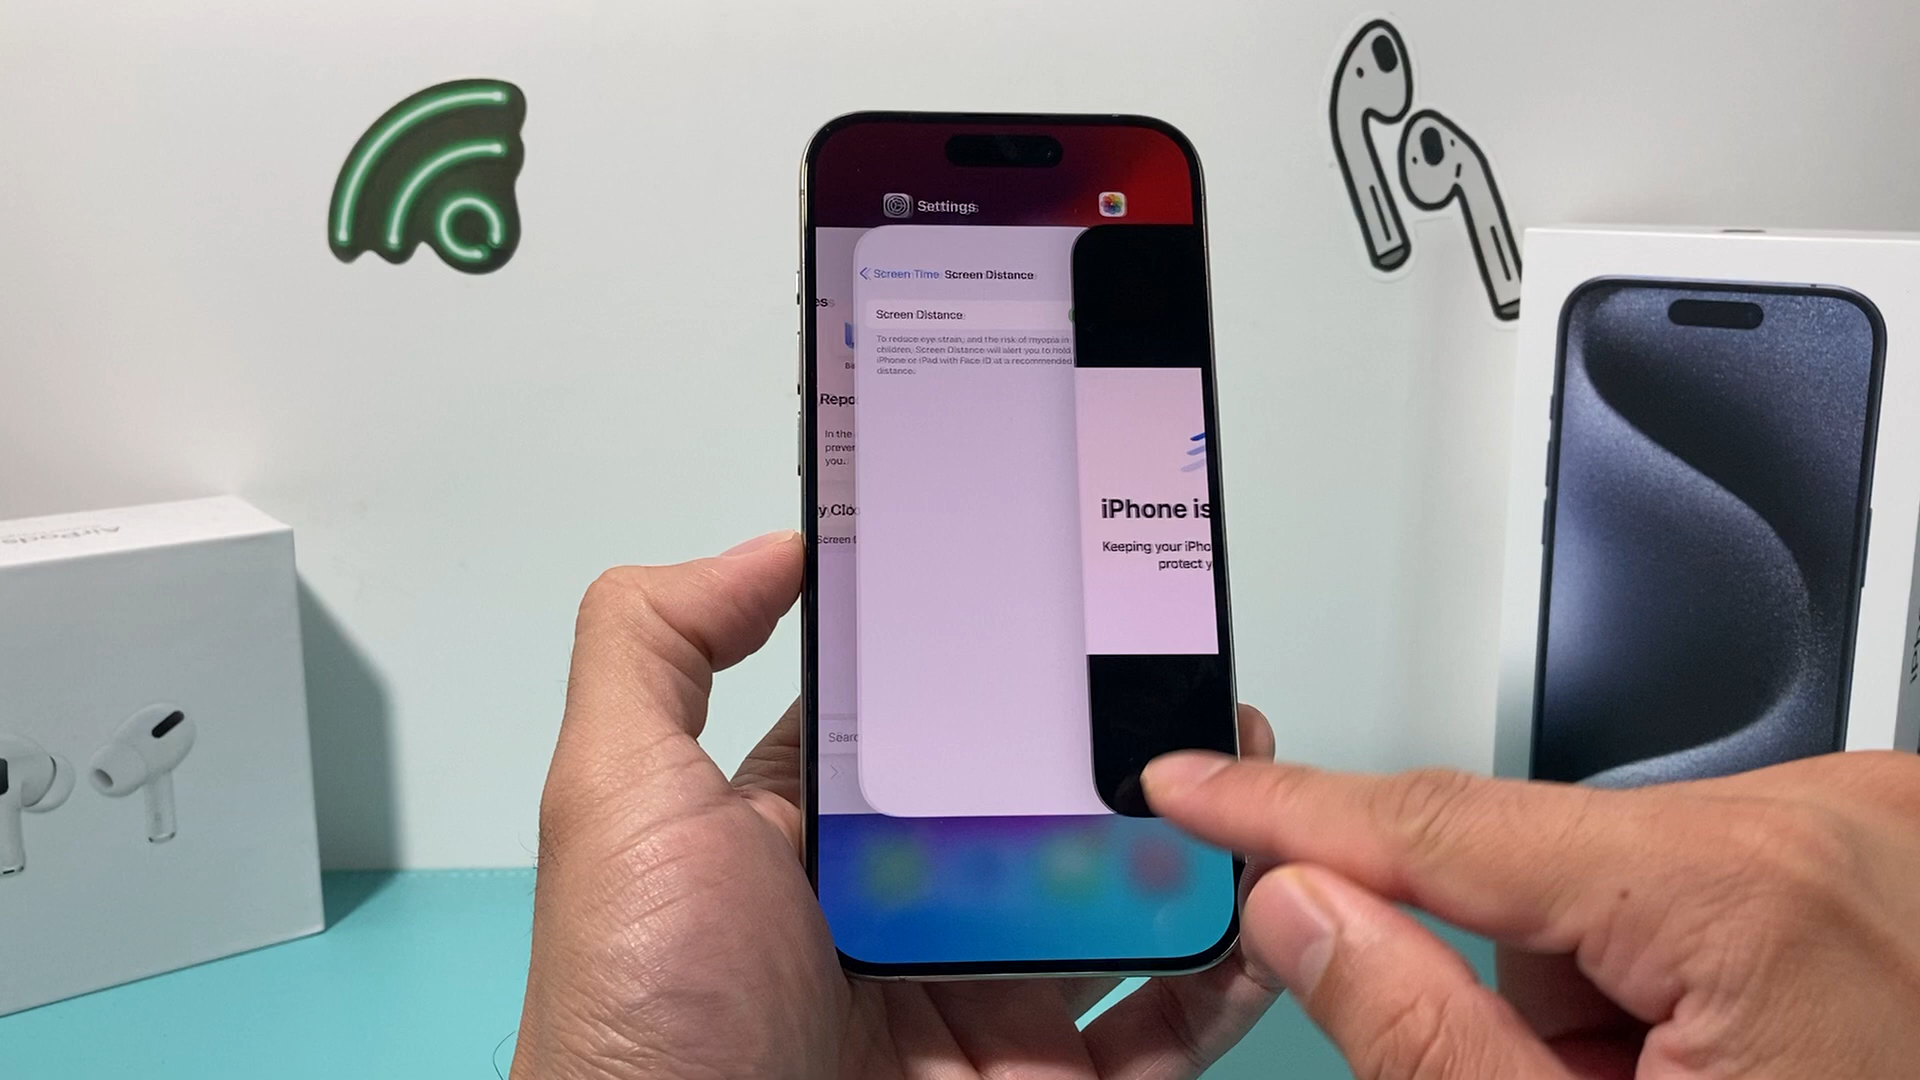 Settings
Screen Time Screen Distance
ess
Screen Distance
To reduce eye strain, and the risk of myopia in
children, Screen Distance will alert you to hold
iPhone or iPad with Face ID at a recommended
distance.
Repo
In the
preven
you.
y Clo
Screen
Searc
iPhone is
Keeping your iPho
protect y
AirPods